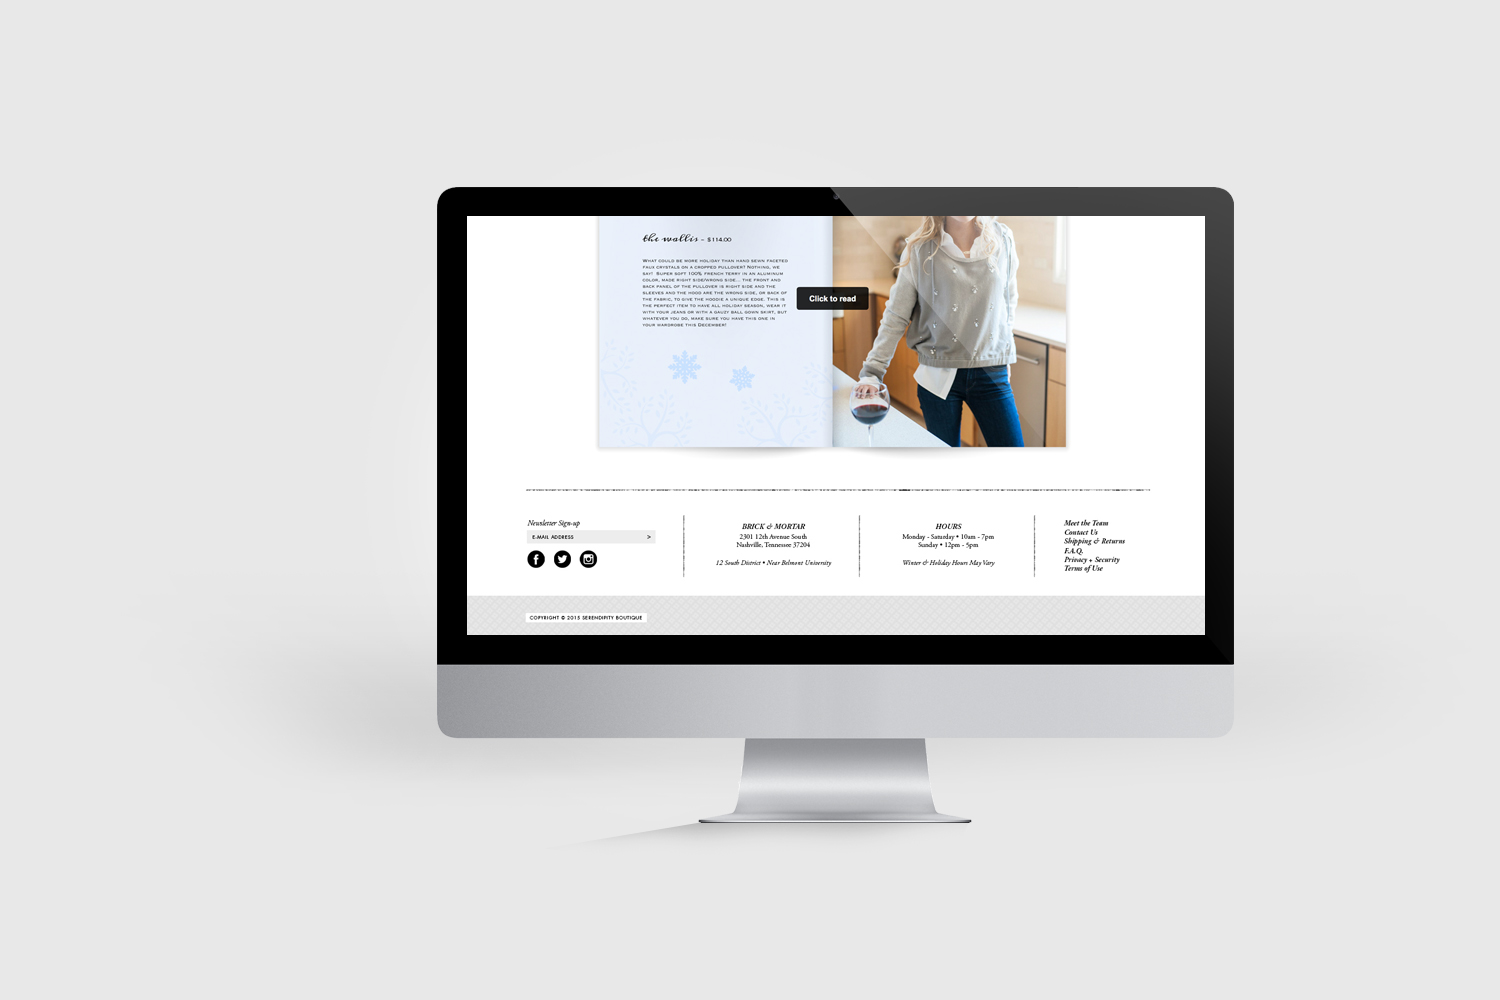 the wallis - $114.00
What could be more holiday than hand sewn faceted
faux crystals on a cropped pullover? Nothing, we
say! Super soft 100% french terry in an aluminum
color, made right side/wrong side... the front and
back panel of the pullover is right side and the
sleeves and the hood are the wrong side, or back of
the fabric, to give the hoodie a unique edge. This is
the perfect item to have all holiday season, wear it
with your jeans or with a gauzy ball gown skirt, but
whatever you do, make sure you have this one in
your wardrobe this December!
Click to read
Newsletter Sign-up
E-MAIL ADDRESS >
BRICK & MORTAR
2301 12th Avenue South
Nashville, Tennessee 37204
12 South District • Near Belmont University
HOURS
Monday - Saturday • 10am - 7pm
Sunday • 12pm - 5pm
Winter & Holiday Hours May Vary
Meet the Team
Contact Us
Shipping & Returns
F.A.Q.
Privacy + Security
Terms of Use
COPYRIGHT © 2015 SERENDIPITY BOUTIQUE